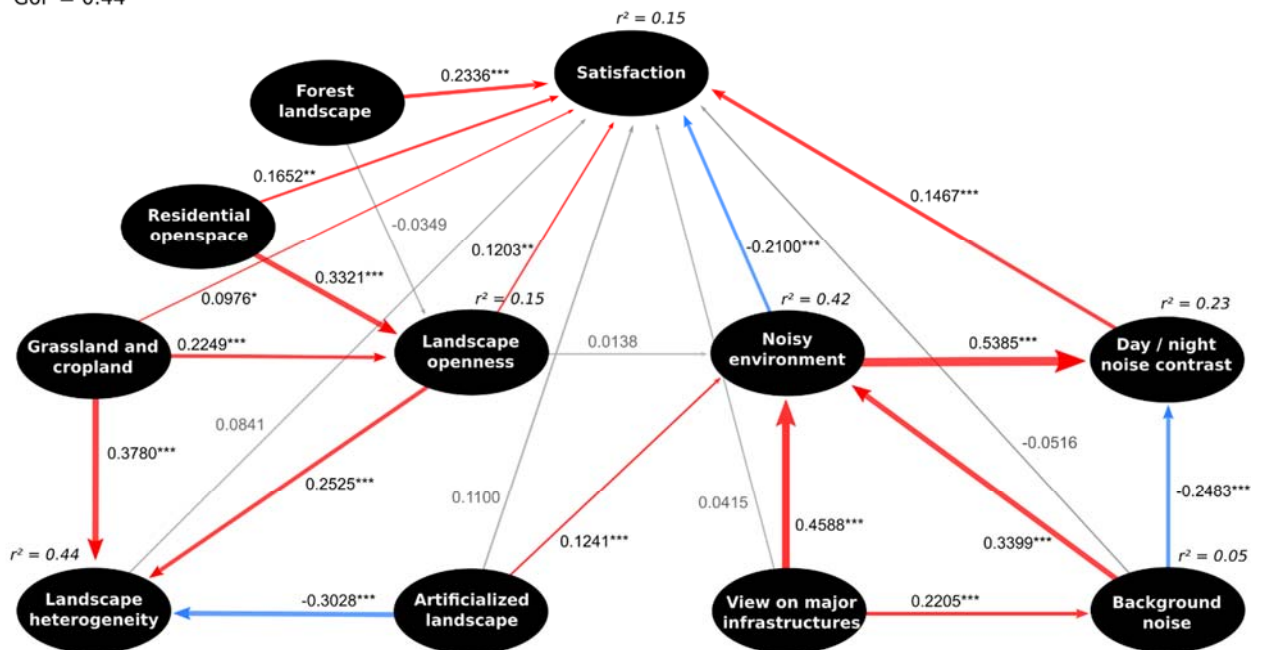 GoF = 0.44
r² = 0.15
Satisfaction
0.2336***
Forest
landscape
0.1652**
0.1467***
Residential
openspace
-0.0349
0.1203**
-0.2100***
0.3321***
0.0976*
r² = 0.15
r² = 0.42
r² = 0.23
Grassland and
cropland
0.2249***
Landscape
openness
0.0138
Noisy
environment
0.5385***
Day / night
noise contrast
0.0841
-0.0516
0.3780***
0.2525***
0.1100
0.0415
-0.2483***
0.4588***
0.1241***
0.3399***
r² = 0.44
r² = 0.05
Landscape
heterogeneity
-0.3028***
Artificialized
landscape
View on major
infrastructures
0.2205***
Background
noise